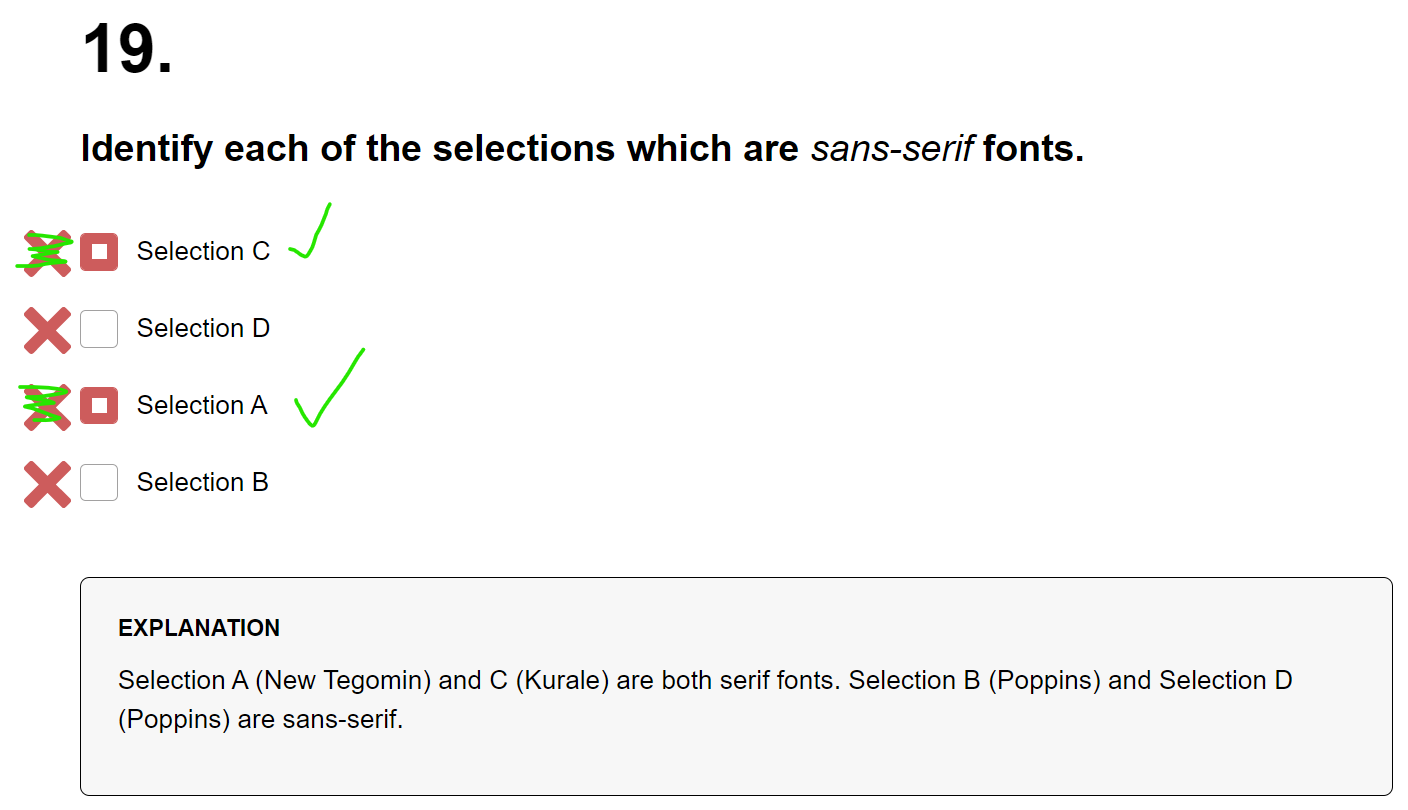 19.
Identify each of the selections which are sans-serif fonts.
Selection C
Selection D
Selection A
Selection B
EXPLANATION
Selection A (New Tegomin) and C (Kurale) are both serif fonts. Selection B (Poppins) and Selection D
(Poppins) are sans-serif.